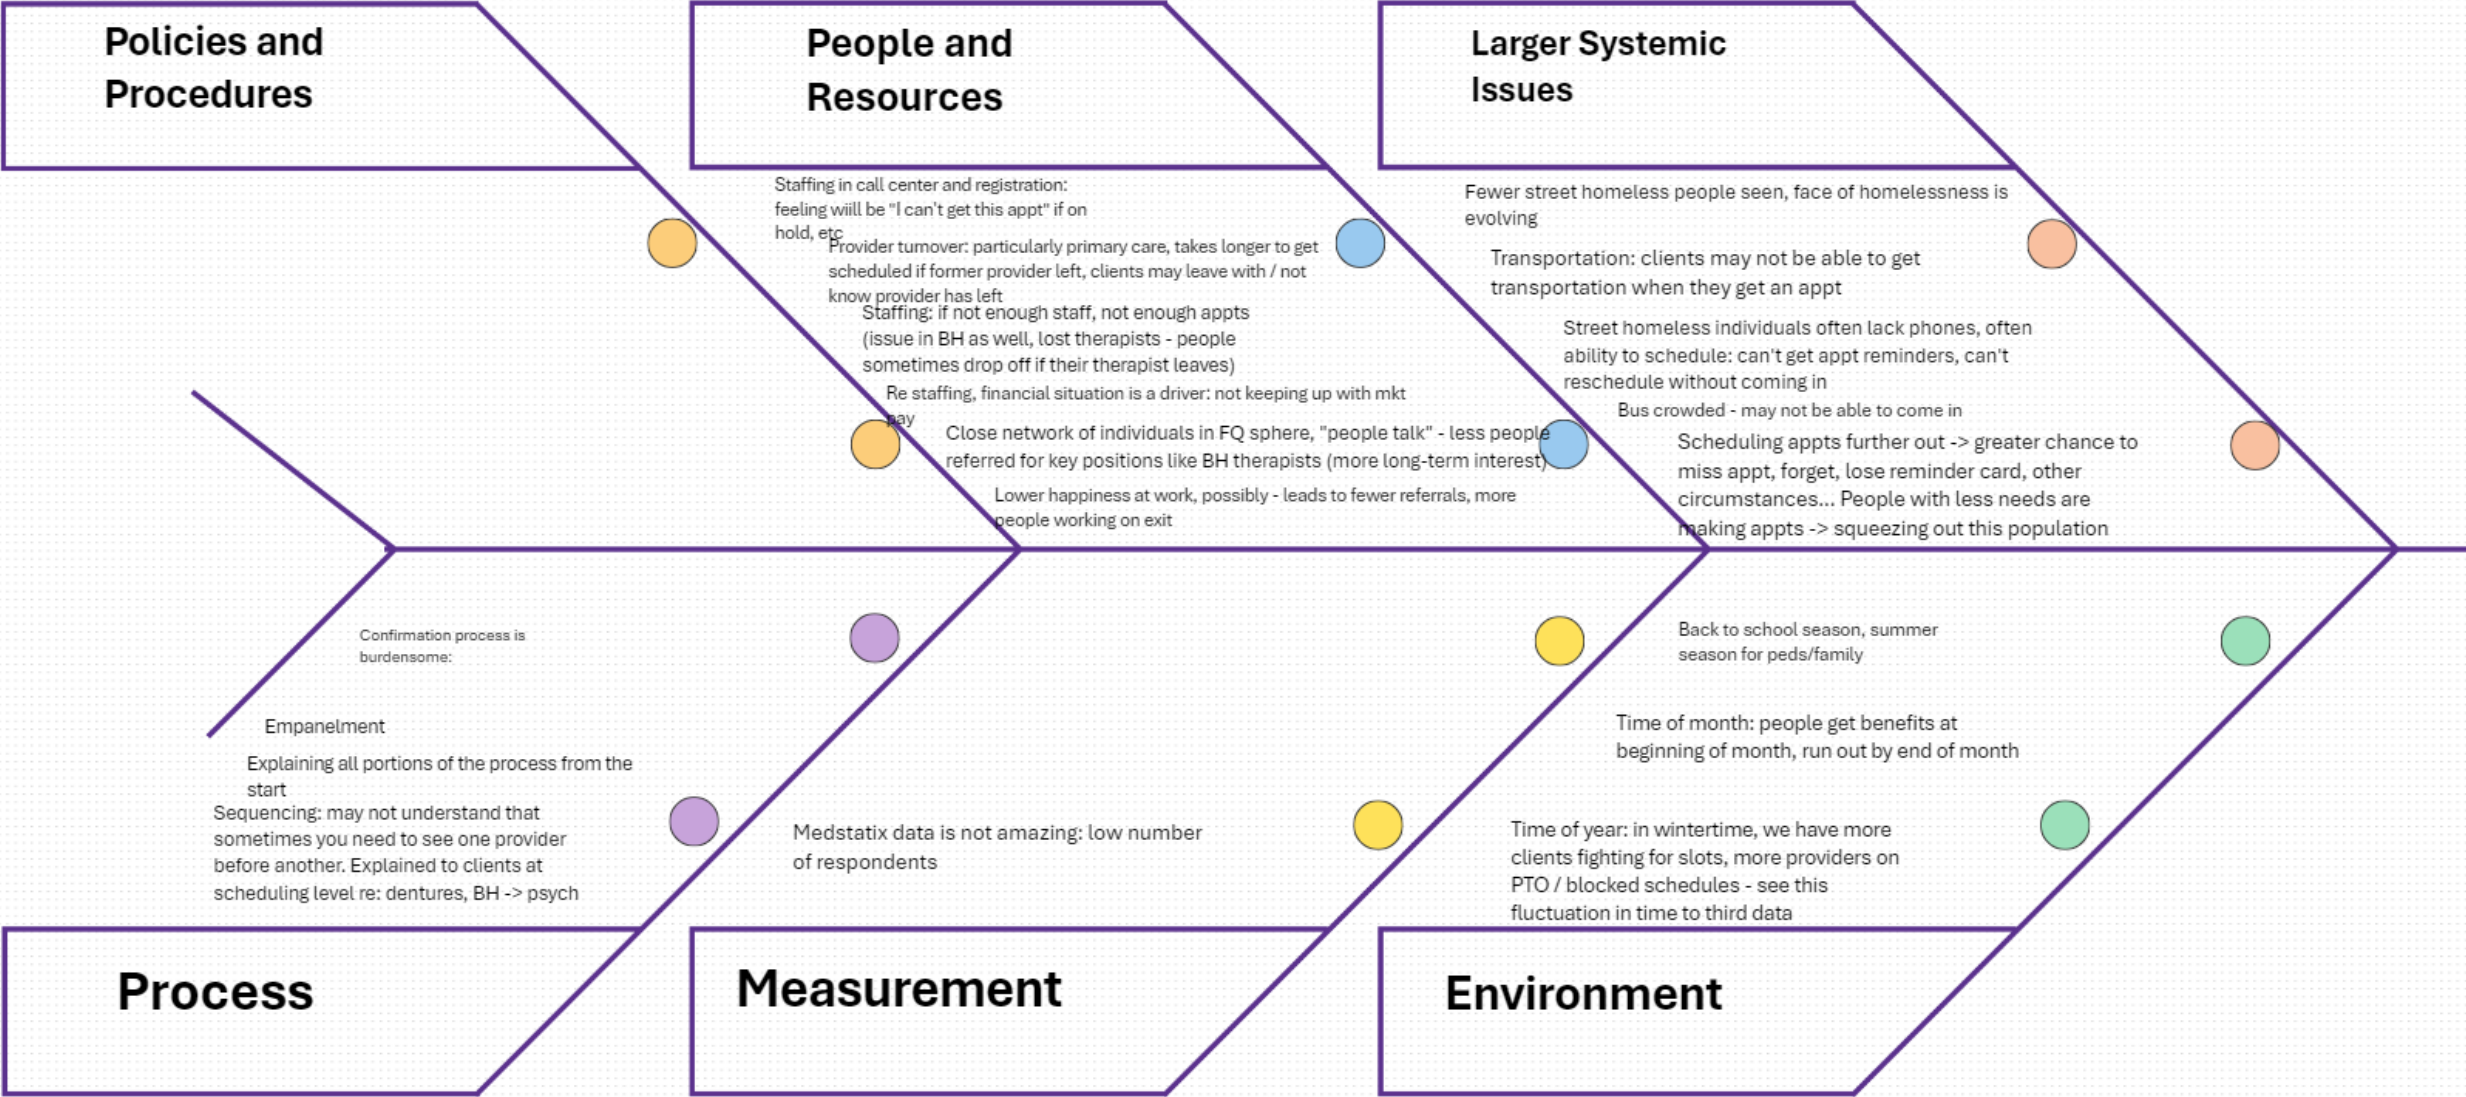 Policies and
Procedures
People and
Resources
Larger Systemic
Issues
Staffing in call center and registration:
feeling wiill be "I can't get this appt" if on
hold, etc
Provider turnover: particularly primary care, takes longer to get
scheduled if former provider left, clients may leave with / not
know provider has left
Staffing: if not enough staff, not enough appts
(issue in BH as well, lost therapists - people
sometimes drop off if their therapist leaves)
Re staffing, financial situation is a driver: not keeping up with mkt
pay
Close network of individuals in FQ sphere, "people talk" - less people
referred for key positions like BH therapists (more long-term interest)
Lower happiness at work, possibly - leads to fewer referrals, more
people working on exit
Fewer street homeless people seen, face of homelessness is
evolving
Transportation: clients may not be able to get
transportation when they get an appt
Street homeless individuals often lack phones, often
ability to schedule: can't get appt reminders, can't
reschedule without coming in
Bus crowded - may not be able to come in
Scheduling appts further out -> greater chance to
miss appt, forget, lose reminder card, other
circumstances... People with less needs are
making appts -> squeezing out this population
Confirmation process is
burdensome:
Empanelment
Explaining all portions of the process from the
start
Sequencing: may not understand that
sometimes you need to see one provider
before another. Explained to clients at
scheduling level re: dentures, BH -> psych
Medstatix data is not amazing: low number
of respondents
Back to school season, summer
season for peds/family
Time of month: people get benefits at
beginning of month, run out by end of month
Time of year: in wintertime, we have more
clients fighting for slots, more providers on
PTO / blocked schedules - see this
fluctuation in time to third data
Process
Measurement
Environment